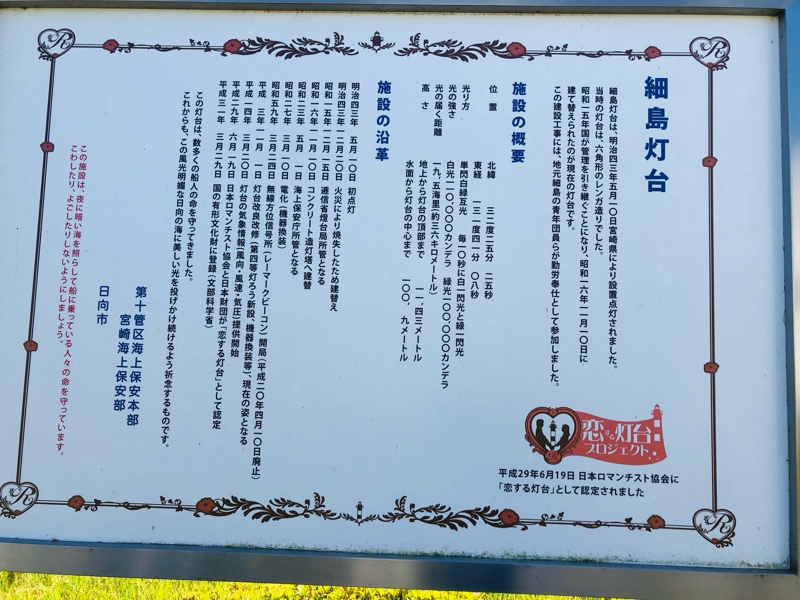 細島灯台
細島灯台は、明治四三年五月一〇日宮崎県により設置点灯されました。
当時の灯台は、六角形のレンガ造りでした。
昭和一五年国が管理を引き継ぐことになり、昭和一六年一一月一〇日に
建て替えられたのが現在の灯台です。
この建設工事には、地元細島の青年団員らが勤労奉仕として参加しました。
施設の概要
位置 北緯 三二度二五分 二五秒
東経 一三一度四一分 〇八秒
光り方 単閃白緑互光 毎一〇秒に白一閃光と緑一閃光
光の強さ 白光一一〇,〇〇〇カンデラ 緑光一〇〇,〇〇〇カンデラ
光の届く距離 一九.五海里(約三六キロメートル)
高さ 地上から灯台の頂部まで 一一.四三メートル
水面から灯台の中心まで 一〇〇.九メートル
施設の沿革
明治四三年 五月一〇日 初点灯
明治四三年一二月二〇日 火災により焼失したため建替え
昭和一五年一二月一五日 逓信省燈台局所管となる
昭和一六年一一月一〇日 コンクリート造灯塔へ建替
昭和二三年 五月 一日 海上保安庁所管となる
昭和二七年 三月一〇日 電化(機器換装)
昭和五九年 三月 一日 無線方位信号所(レーマークビーコン)開局(平成二〇年四月一〇日廃止)
平成 三年一一月 一日 灯台改良改修(第四等灯ろう新設、機器換装等)、現在の姿となる
平成一四年 三月二〇日 灯台の気象情報(風向・風速・気圧)提供開始
平成二九年 六月一九日 日本ロマンチスト協会と日本財団が「恋する灯台」として認定
平成三一年 三月二九日 国の有形文化財に登録(文部科学省)
この灯台は、数多くの船人の命を守ってきました。
これからも、この風光明媚な日向の海に美しい光を投げかけ続けるよう祈念するものです。
第十管区海上保安本部
宮崎海上保安部
日向市
この施設は、夜に暗い海を照らして船に乗っている人々の命を守っています。
こわしたり、よごしたりしないようにしましょう。
恋する灯台
プロジェクト
平成29年6月19日 日本ロマンチスト協会に
「恋する灯台」として認定されました
R
R
R
R